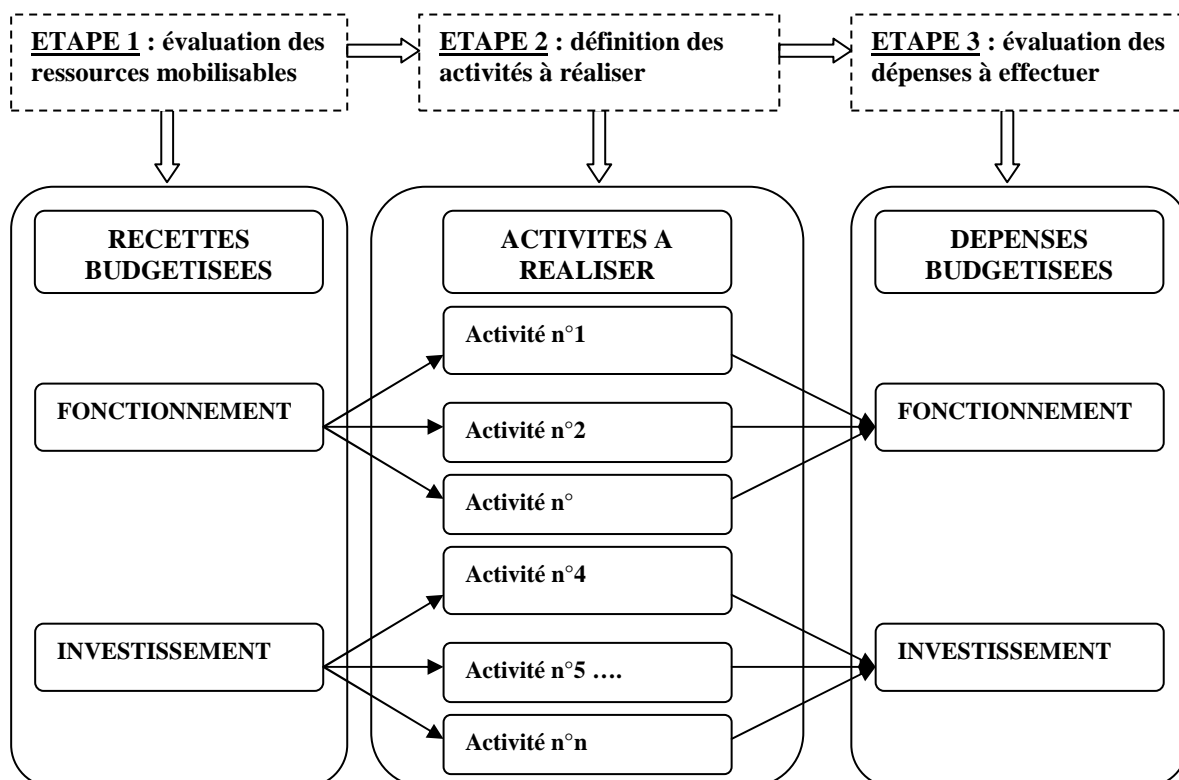 ETAPE 1 : évaluation des
ressources mobilisables
ETAPE 2 : définition des
activités à réaliser
ETAPE 3 : évaluation des
dépenses à effectuer
RECETTES
BUDGETISEES
FONCTIONNEMENT
INVESTISSEMENT
ACTIVITES A
REALISER
Activité n°1
Activité n°2
Activité n°
Activité n°4
Activité n°5 ….
Activité n°n
DEPENSES
BUDGETISEES
FONCTIONNEMENT
INVESTISSEMENT